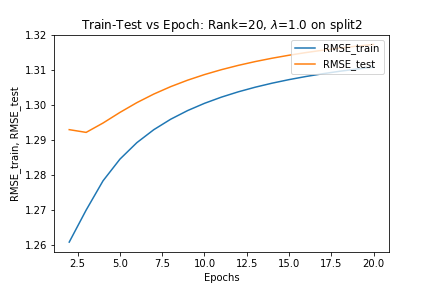 Train-Test vs Epoch: Rank=20, λ=1.0 on split2
RMSE_train, RMSE_test
1.32
1.31
1.30
1.29
1.28
1.27
1.26
RMSE_train
RMSE_test
2.5 5.0 7.5 10.0 12.5 15.0 17.5 20.0
Epochs